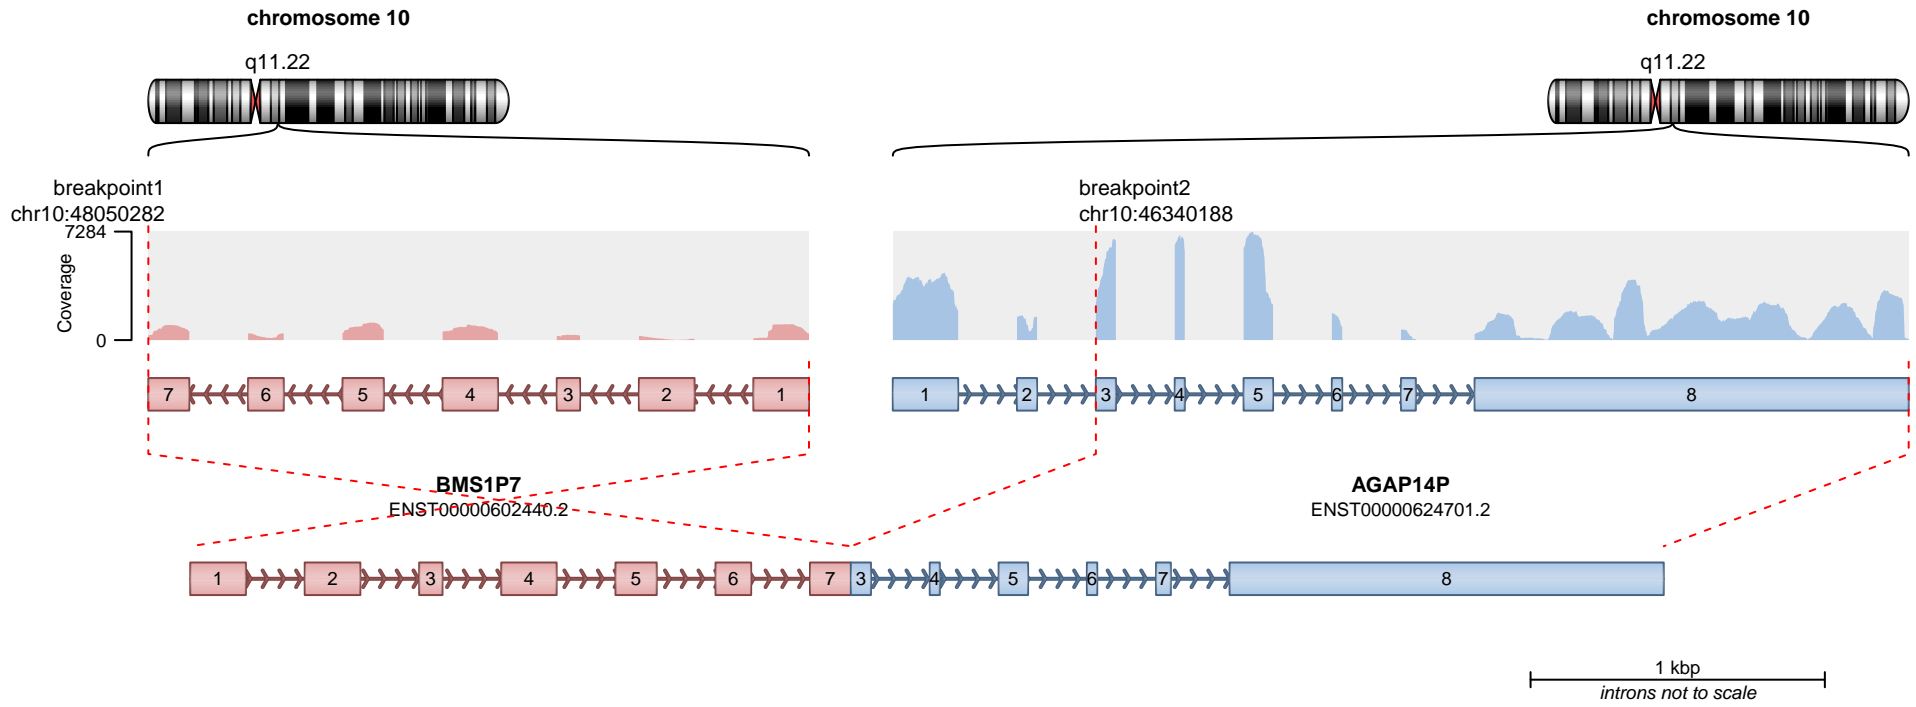 chromosome 10
chromosome 10
q11.22
q11.22
breakpoint1
chr10:48050282
breakpoint2
chr10:46340188
7284
Coverage
0
7 6 5 4 3 2 1
1 2 3 4 5 6 7 8
BMS1P7
ENST00000602440.2
AGAP14P
ENST00000624701.2
1 2 3 4 5 6 7 3 4 5 6 7 8
1 kbp
introns not to scale